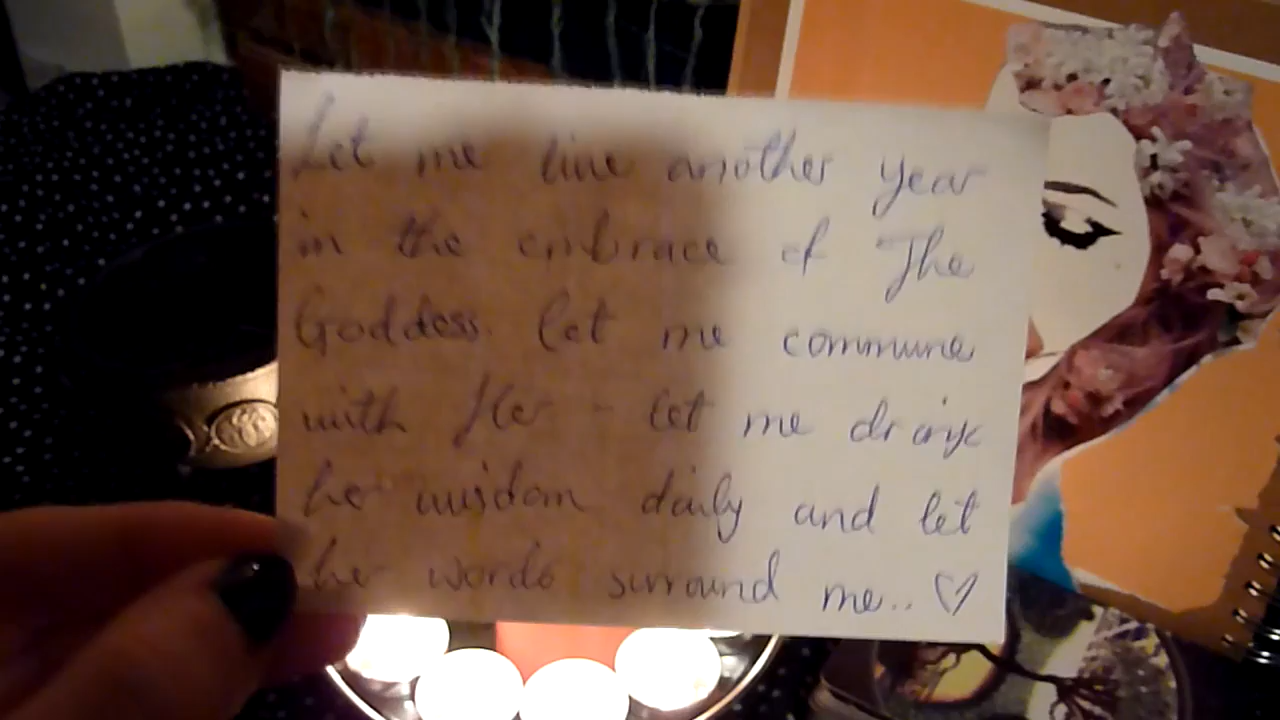 Let me live another year
in the embrace of The
Goddess. Let me commune
with Her - let me drink
her wisdom daily and let
her words surround me.. ♡